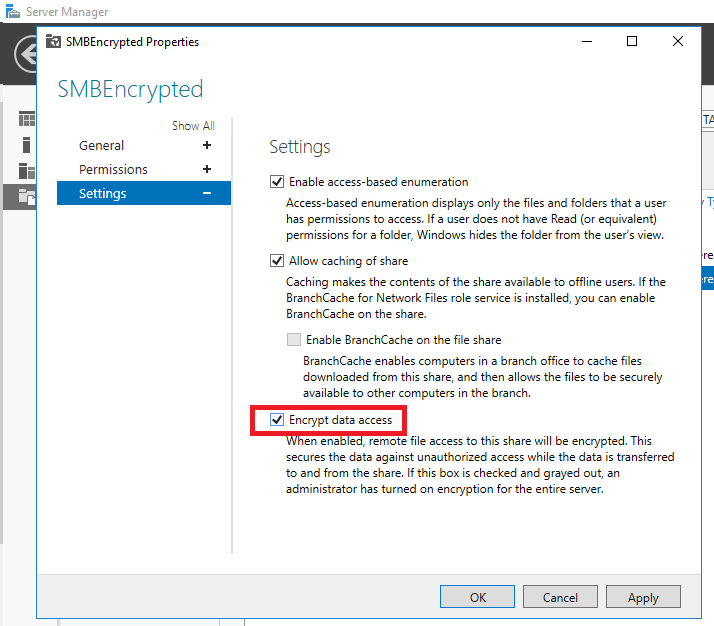 Server Manager
SMBEncrypted Properties
SMBEncrypted
Show All
General +
Permissions +
Settings −
Settings
Enable access-based enumeration
Access-based enumeration displays only the files and folders that a user
has permissions to access. If a user does not have Read (or equivalent)
permissions for a folder, Windows hides the folder from the user's view.
Allow caching of share
Caching makes the contents of the share available to offline users. If the
BranchCache for Network Files role service is installed, you can enable
BranchCache on the share.
Enable BranchCache on the file share
BranchCache enables computers in a branch office to cache files
downloaded from this share, and then allows the files to be securely
available to other computers in the branch.
Encrypt data access
When enabled, remote file access to this share will be encrypted. This
secures the data against unauthorized access while the data is transferred
to and from the share. If this box is checked and grayed out, an
administrator has turned on encryption for the entire server.
OK
Cancel
Apply